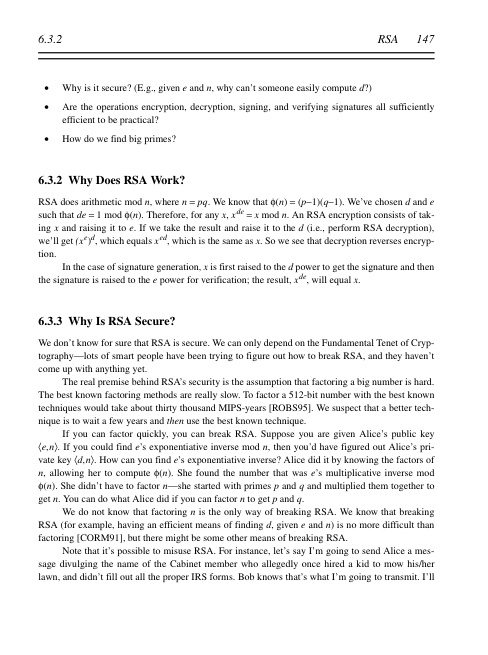 6.3.2 RSA 147
• Why is it secure? (E.g., given e and n, why can't someone easily compute d?)
• Are the operations encryption, decryption, signing, and verifying signatures all sufficiently
efficient to be practical?
• How do we find big primes?
6.3.2 Why Does RSA Work?
RSA does arithmetic mod n, where n = pq. We know that ϕ(n) = (p−1)(q−1). We've chosen d and e
such that de = 1 mod ϕ(n). Therefore, for any x, x^de = x mod n. An RSA encryption consists of tak-
ing x and raising it to e. If we take the result and raise it to the d (i.e., perform RSA decryption),
we'll get (x^e)^d, which equals x^ed, which is the same as x. So we see that decryption reverses encryp-
tion.
In the case of signature generation, x is first raised to the d power to get the signature and then
the signature is raised to the e power for verification; the result, x^de, will equal x.
6.3.3 Why Is RSA Secure?
We don't know for sure that RSA is secure. We can only depend on the Fundamental Tenet of Cryp-
tography—lots of smart people have been trying to figure out how to break RSA, and they haven't
come up with anything yet.
The real premise behind RSA's security is the assumption that factoring a big number is hard.
The best known factoring methods are really slow. To factor a 512-bit number with the best known
techniques would take about thirty thousand MIPS-years [ROBS95]. We suspect that a better tech-
nique is to wait a few years and then use the best known technique.
If you can factor quickly, you can break RSA. Suppose you are given Alice's public key
⟨e,n⟩. If you could find e's exponentiative inverse mod n, then you'd have figured out Alice's pri-
vate key ⟨d,n⟩. How can you find e's exponentiative inverse? Alice did it by knowing the factors of
n, allowing her to compute ϕ(n). She found the number that was e's multiplicative inverse mod
ϕ(n). She didn't have to factor n—she started with primes p and q and multiplied them together to
get n. You can do what Alice did if you can factor n to get p and q.
We do not know that factoring n is the only way of breaking RSA. We know that breaking
RSA (for example, having an efficient means of finding d, given e and n) is no more difficult than
factoring [CORM91], but there might be some other means of breaking RSA.
Note that it's possible to misuse RSA. For instance, let's say I'm going to send Alice a mes-
sage divulging the name of the Cabinet member who allegedly once hired a kid to mow his/her
lawn, and didn't fill out all the proper IRS forms. Bob knows that's what I'm going to transmit. I'll